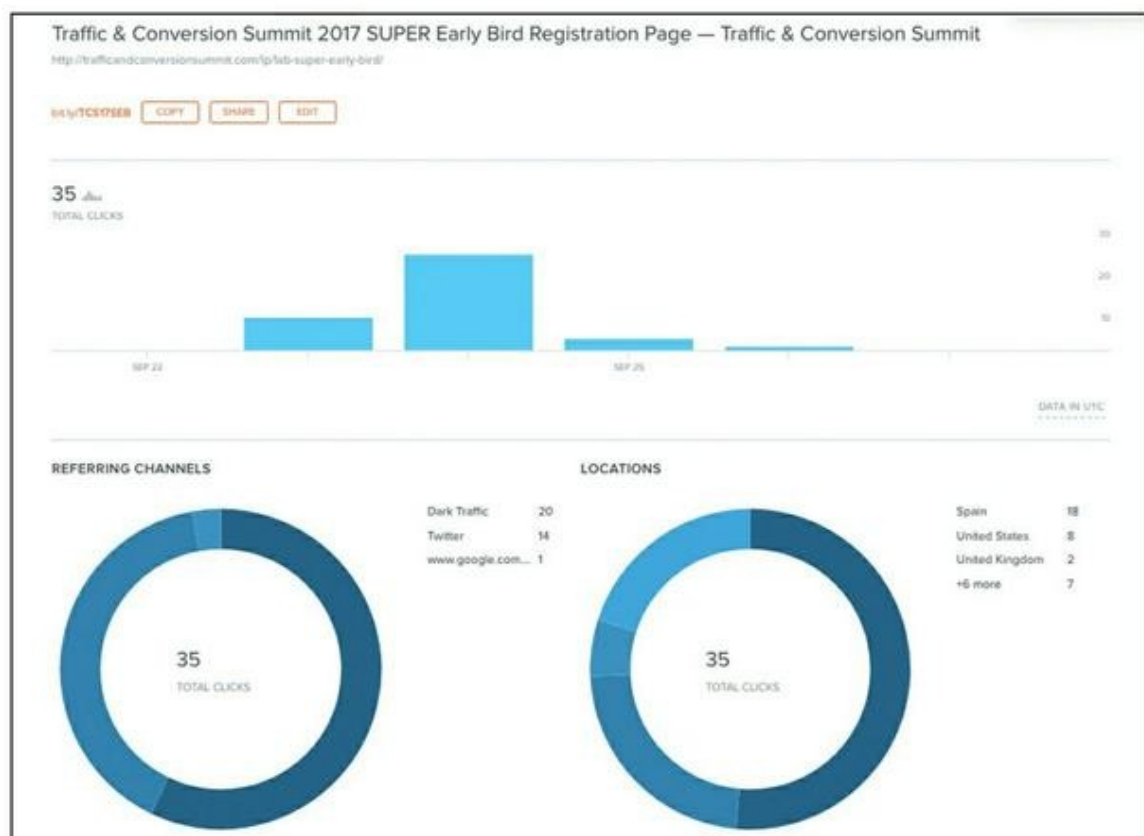 Traffic & Conversion Summit 2017 SUPER Early Bird Registration Page — Traffic & Conversion Summit
http://trafficandconversionsummit.com/lp/lab-super-early-bird/
bit.ly/TCS17SEB COPY SHARE EDIT
35
TOTAL CLICKS
30
20
10
SEP 22 SEP 25
DATA IN UTC
REFERRING CHANNELS
Dark Traffic 20
Twitter 14
www.google.com... 1
35
TOTAL CLICKS
LOCATIONS
Spain 18
United States 8
United Kingdom 2
+6 more 7
35
TOTAL CLICKS